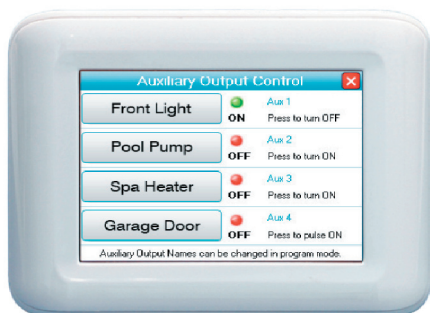 Auxiliary Output Control
Front Light
ON
Aux 1
Press to turn OFF
Pool Pump
OFF
Aux 2
Press to turn ON
Spa Heater
OFF
Aux 3
Press to turn ON
Garage Door
OFF
Aux 4
Press to pulse ON
Auxiliary Output Names can be changed in program mode.